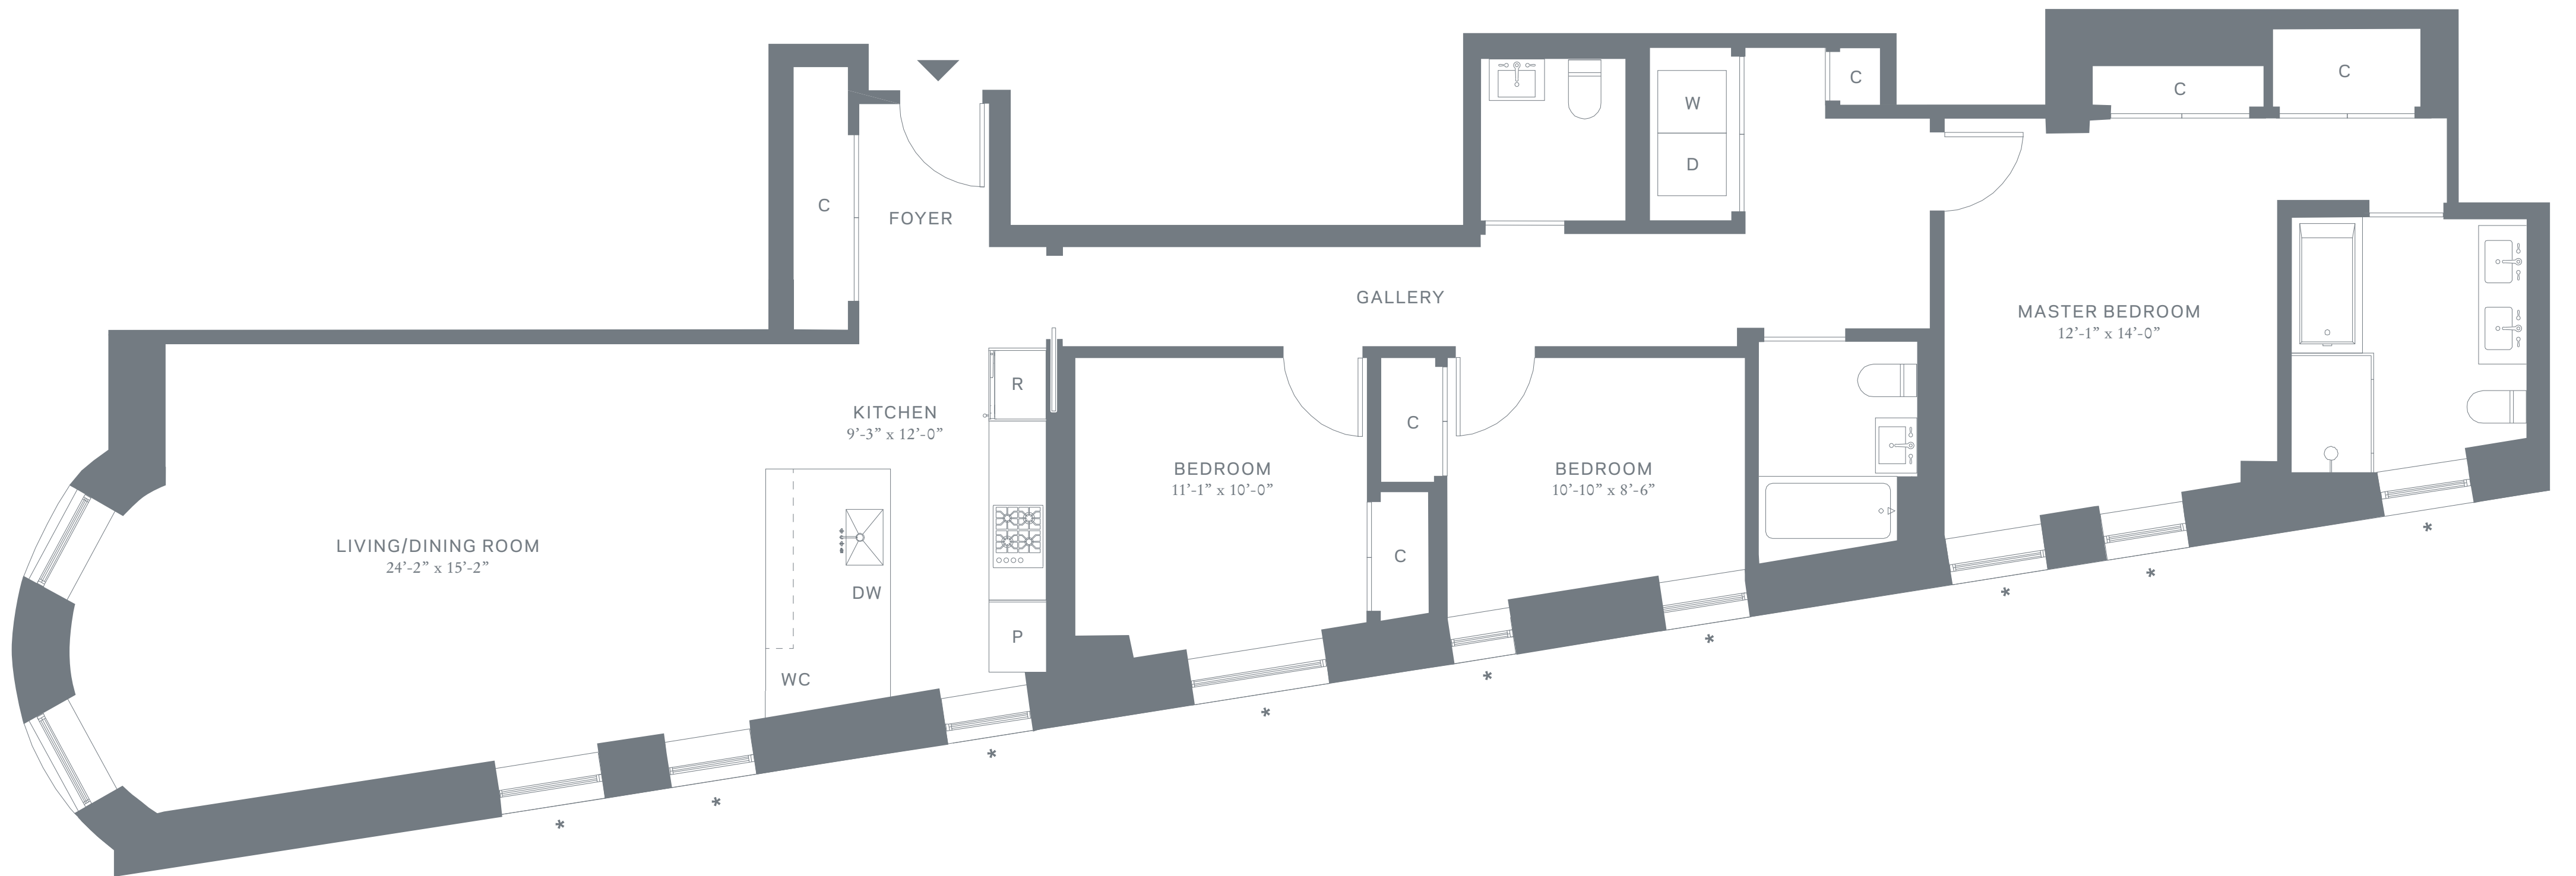 C
C
C
W
D
C
FOYER
GALLERY
MASTER BEDROOM
12’-1” x 14’-0”
R
KITCHEN
9’-3” x 12’-0”
C
BEDROOM
11’-1” x 10’-0”
BEDROOM
10’-10” x 8’-6”
LIVING/DINING ROOM
24’-2” x 15’-2”
C
DW
P
WC
*
*
*
*
*
*
*
*
*